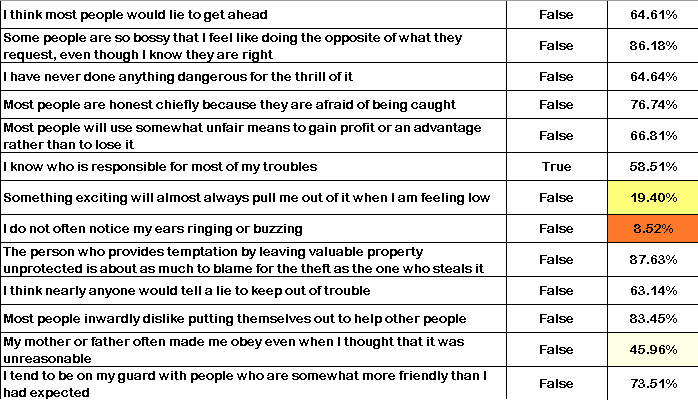 I think most people would lie to get ahead False 64.61%
Some people are so bossy that I feel like doing the opposite of what they
request, even though I know they are right False 86.18%
I have never done anything dangerous for the thrill of it False 64.64%
Most people are honest chiefly because they are afraid of being caught False 76.74%
Most people will use somewhat unfair means to gain profit or an advantage
rather than to lose it False 66.81%
I know who is responsible for most of my troubles True 58.51%
Something exciting will almost always pull me out of it when I am feeling low False 19.40%
I do not often notice my ears ringing or buzzing False 8.52%
The person who provides temptation by leaving valuable property
unprotected is about as much to blame for the theft as the one who steals it False 87.63%
I think nearly anyone would tell a lie to keep out of trouble False 63.14%
Most people inwardly dislike putting themselves out to help other people False 83.45%
My mother or father often made me obey even when I thought that it was
unreasonable False 45.96%
I tend to be on my guard with people who are somewhat more friendly than I
had expected False 73.51%